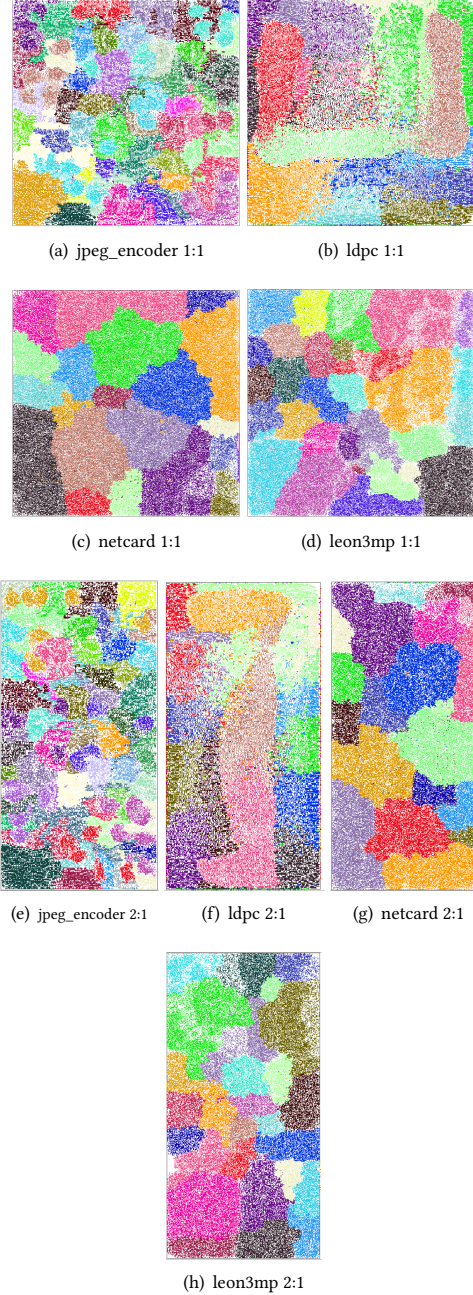 (a) jpeg_encoder 1:1
(b) ldpc 1:1
(c) netcard 1:1
(d) leon3mp 1:1
(e) jpeg_encoder 2:1
(f) ldpc 2:1
(g) netcard 2:1
(h) leon3mp 2:1